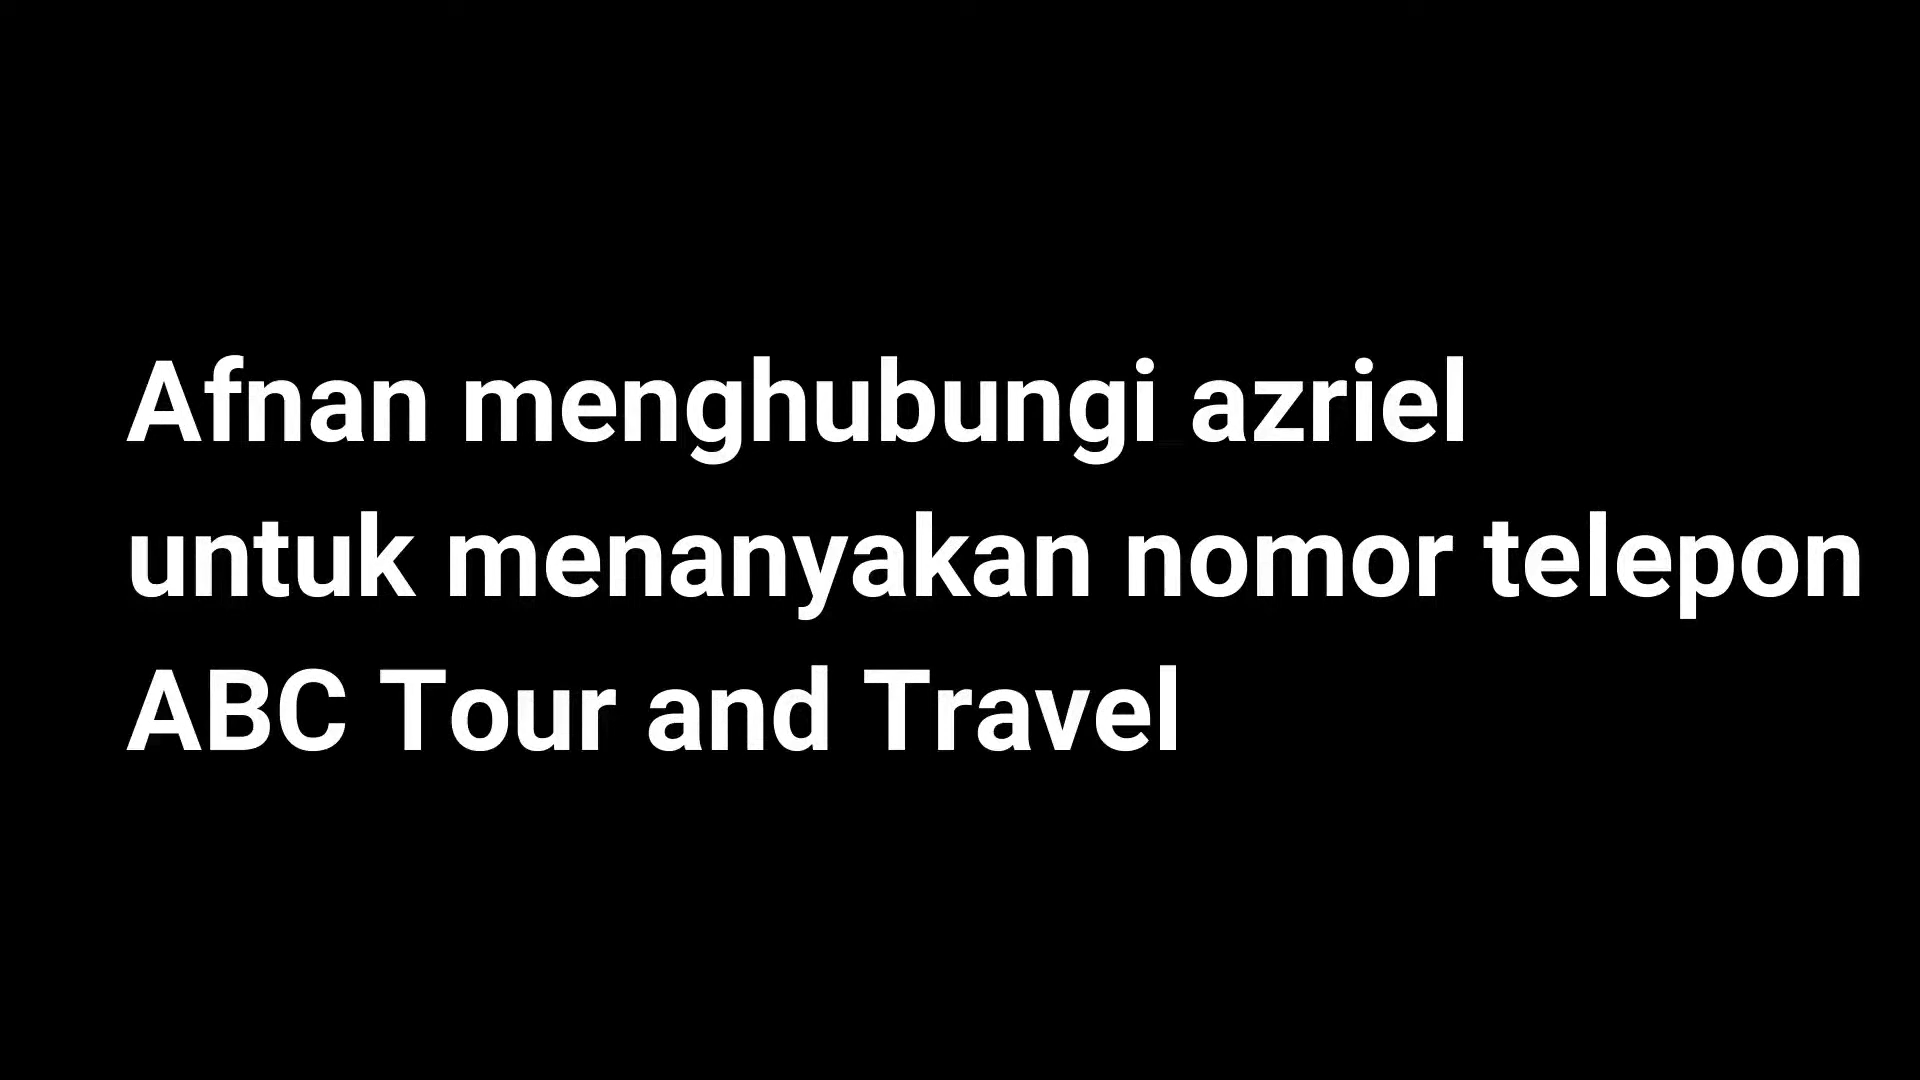 Afnan menghubungi azriel
untuk menanyakan nomor telepon
ABC Tour and Travel